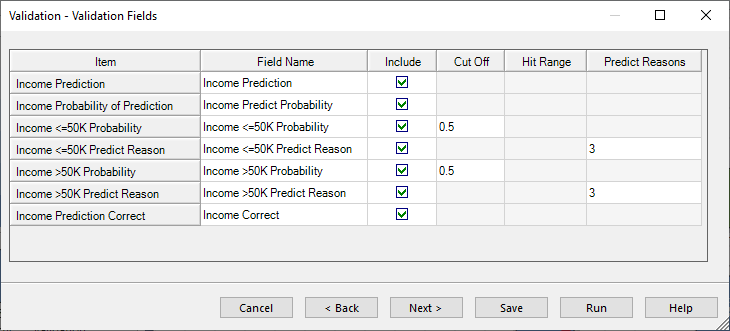 Validation - Validation Fields
Item Field Name Include Cut Off Hit Range Predict Reasons
Income Prediction Income Prediction
Income Probability of Prediction Income Predict Probability
Income <=50K Probability Income <=50K Probability 0.5
Income <=50K Predict Reason Income <=50K Predict Reason 3
Income >50K Probability Income >50K Probability 0.5
Income >50K Predict Reason Income >50K Predict Reason 3
Income Prediction Correct Income Correct
Cancel < Back Next > Save Run Help